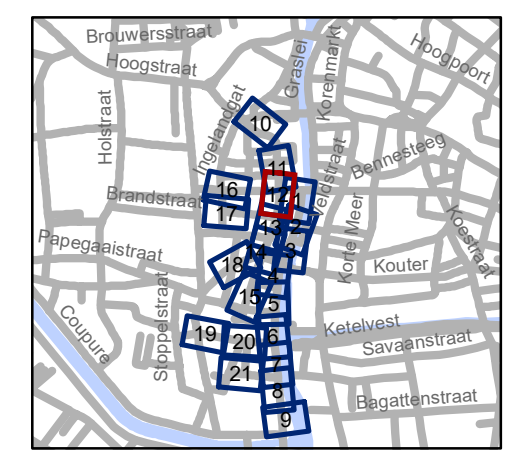 Brouwersstraat
Hoogstraat
Graslei
Korenmarkt
Hoogpoort
Holstraat
Ingelandgat
10
Bennesteeg
11
Veldstraat
16
12
1
Brandstraat
17
Korte Meer
Koestraat
13
2
Papegaaistraat
14
3
18
Kouter
4
15
5
Coupure
Stoppelstraat
19
20
6
Ketelvest
Savaanstraat
21
7
8
Bagattenstraat
9